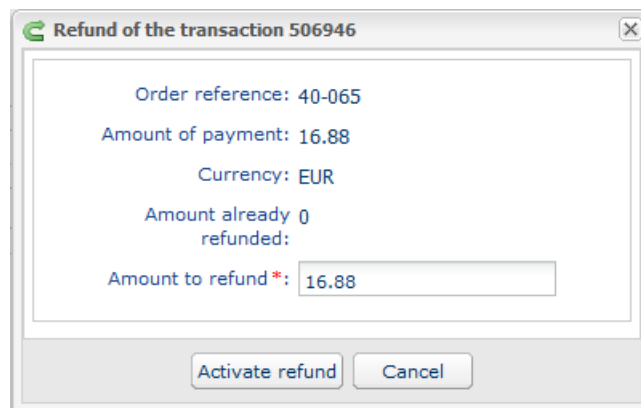 Refund of the transaction 506946
Order reference: 40-065
Amount of payment: 16.88
Currency: EUR
Amount already 0
refunded:
Amount to refund*: 16.88
Activate refund Cancel